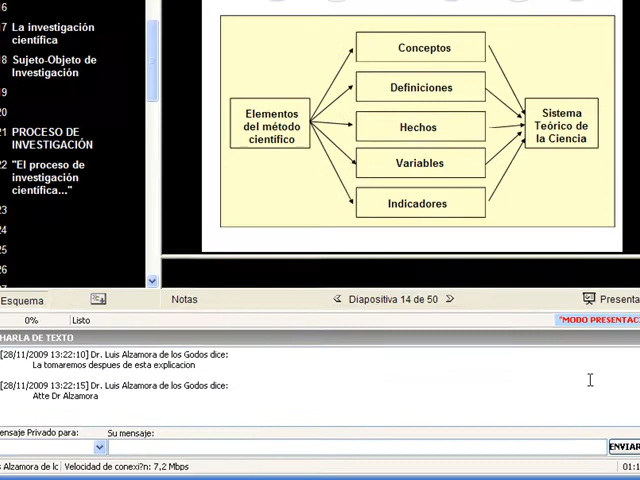 16
17 La investigación
científica
18 Sujeto-Objeto de
Investigación
19
20
21 PROCESO DE
INVESTIGACIÓN
22 "El proceso de
investigación
científica..."
23
24
25
26
Elementos
del método
científico
Conceptos
Definiciones
Hechos
Variables
Indicadores
Sistema
Teórico de
la Ciencia
Esquema
Notas
Diapositiva 14 de 50
Presenta
0%
Listo
"MODO PRESENTAC
HARLA DE TEXTO
[28/11/2009 13:22:10] Dr. Luis Alzamora de los Godos dice:
La tomaremos despues de esta explicacion
[28/11/2009 13:22:15] Dr. Luis Alzamora de los Godos dice:
Atte Dr Alzamora
ensaje Privado para:
Su mensaje:
ENVIAR
s Alzamora de lc
Velocidad de conexi?n: 7,2 Mbps
01:1